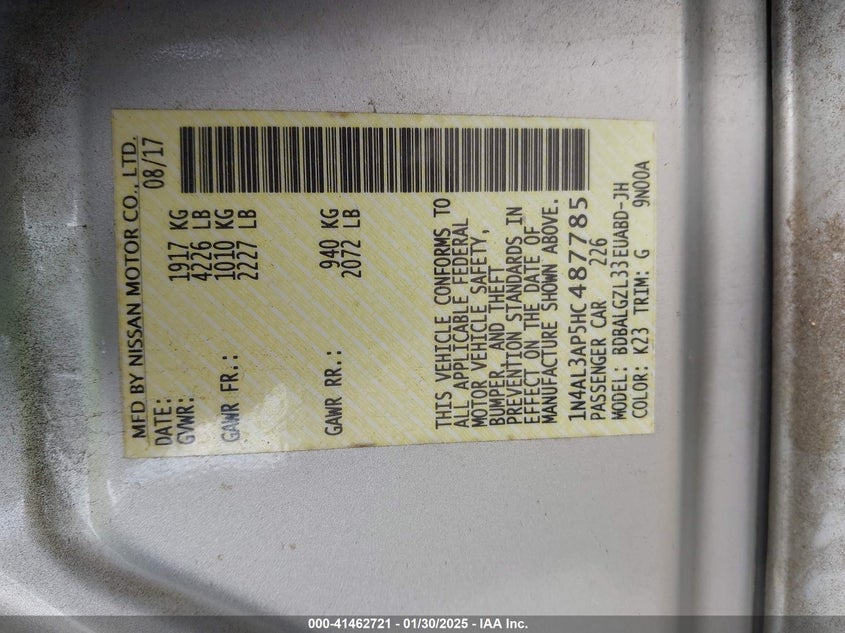 MFD BY NISSAN MOTOR CO., LTD.
DATE: 08/17
GVWR: 1917 KG
4226 LB
GAWR FR.: 1010 KG
2227 LB
GAWR RR.: 940 KG
2072 LB
THIS VEHICLE CONFORMS TO
ALL APPLICABLE FEDERAL
MOTOR VEHICLE SAFETY,
BUMPER, AND THEFT
PREVENTION STANDARDS IN
EFFECT ON THE DATE OF
MANUFACTURE SHOWN ABOVE.
1N4AL3AP5HC487785
PASSENGER CAR 226
MODEL: BDBALGZL33EUABD-JH
COLOR: K23 TRIM: G 9N00A
000-41462721 - 01/30/2025 - IAA Inc.